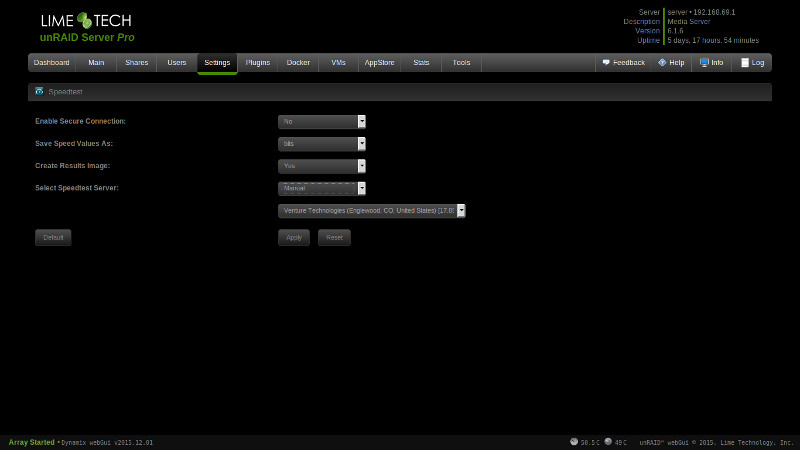 LIME TECH
unRAID Server Pro
Server server • 192.168.69.1
Description Media Server
Version 6.1.6
Uptime 5 days, 17 hours, 54 minutes
Dashboard Main Shares Users Settings Plugins Docker VMs AppStore Stats Tools Feedback Help Info Log
Speedtest
Enable Secure Connection: No
Save Speed Values As: bits
Create Results Image: Yes
Select Speedtest Server: Manual
Venture Technologies (Englewood, CO, United States)
Default Apply Reset
Array Started • Dynamix webGui v2015.12.01 50.5 C 49 C unRAID™ webGui © 2015, Lime Technology, Inc.